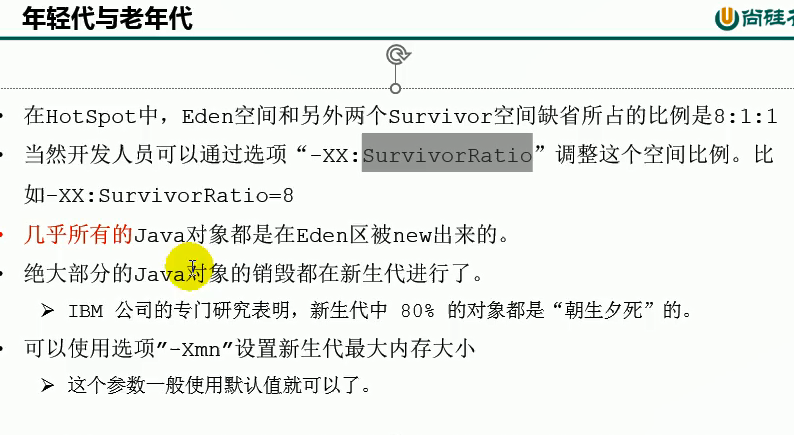 年轻代与老年代
尚硅
• 在HotSpot中，Eden空间和另外两个Survivor空间缺省所占的比例是8:1:1
• 当然开发人员可以通过选项“-XX:SurvivorRatio”调整这个空间比例。比
如-XX:SurvivorRatio=8
• 几乎所有的Java对象都是在Eden区被new出来的。
• 绝大部分的Java对象的销毁都在新生代进行了。
➢ IBM 公司的专门研究表明，新生代中 80% 的对象都是“朝生夕死”的。
• 可以使用选项”-Xmn”设置新生代最大内存大小
➢ 这个参数一般使用默认值就可以了。